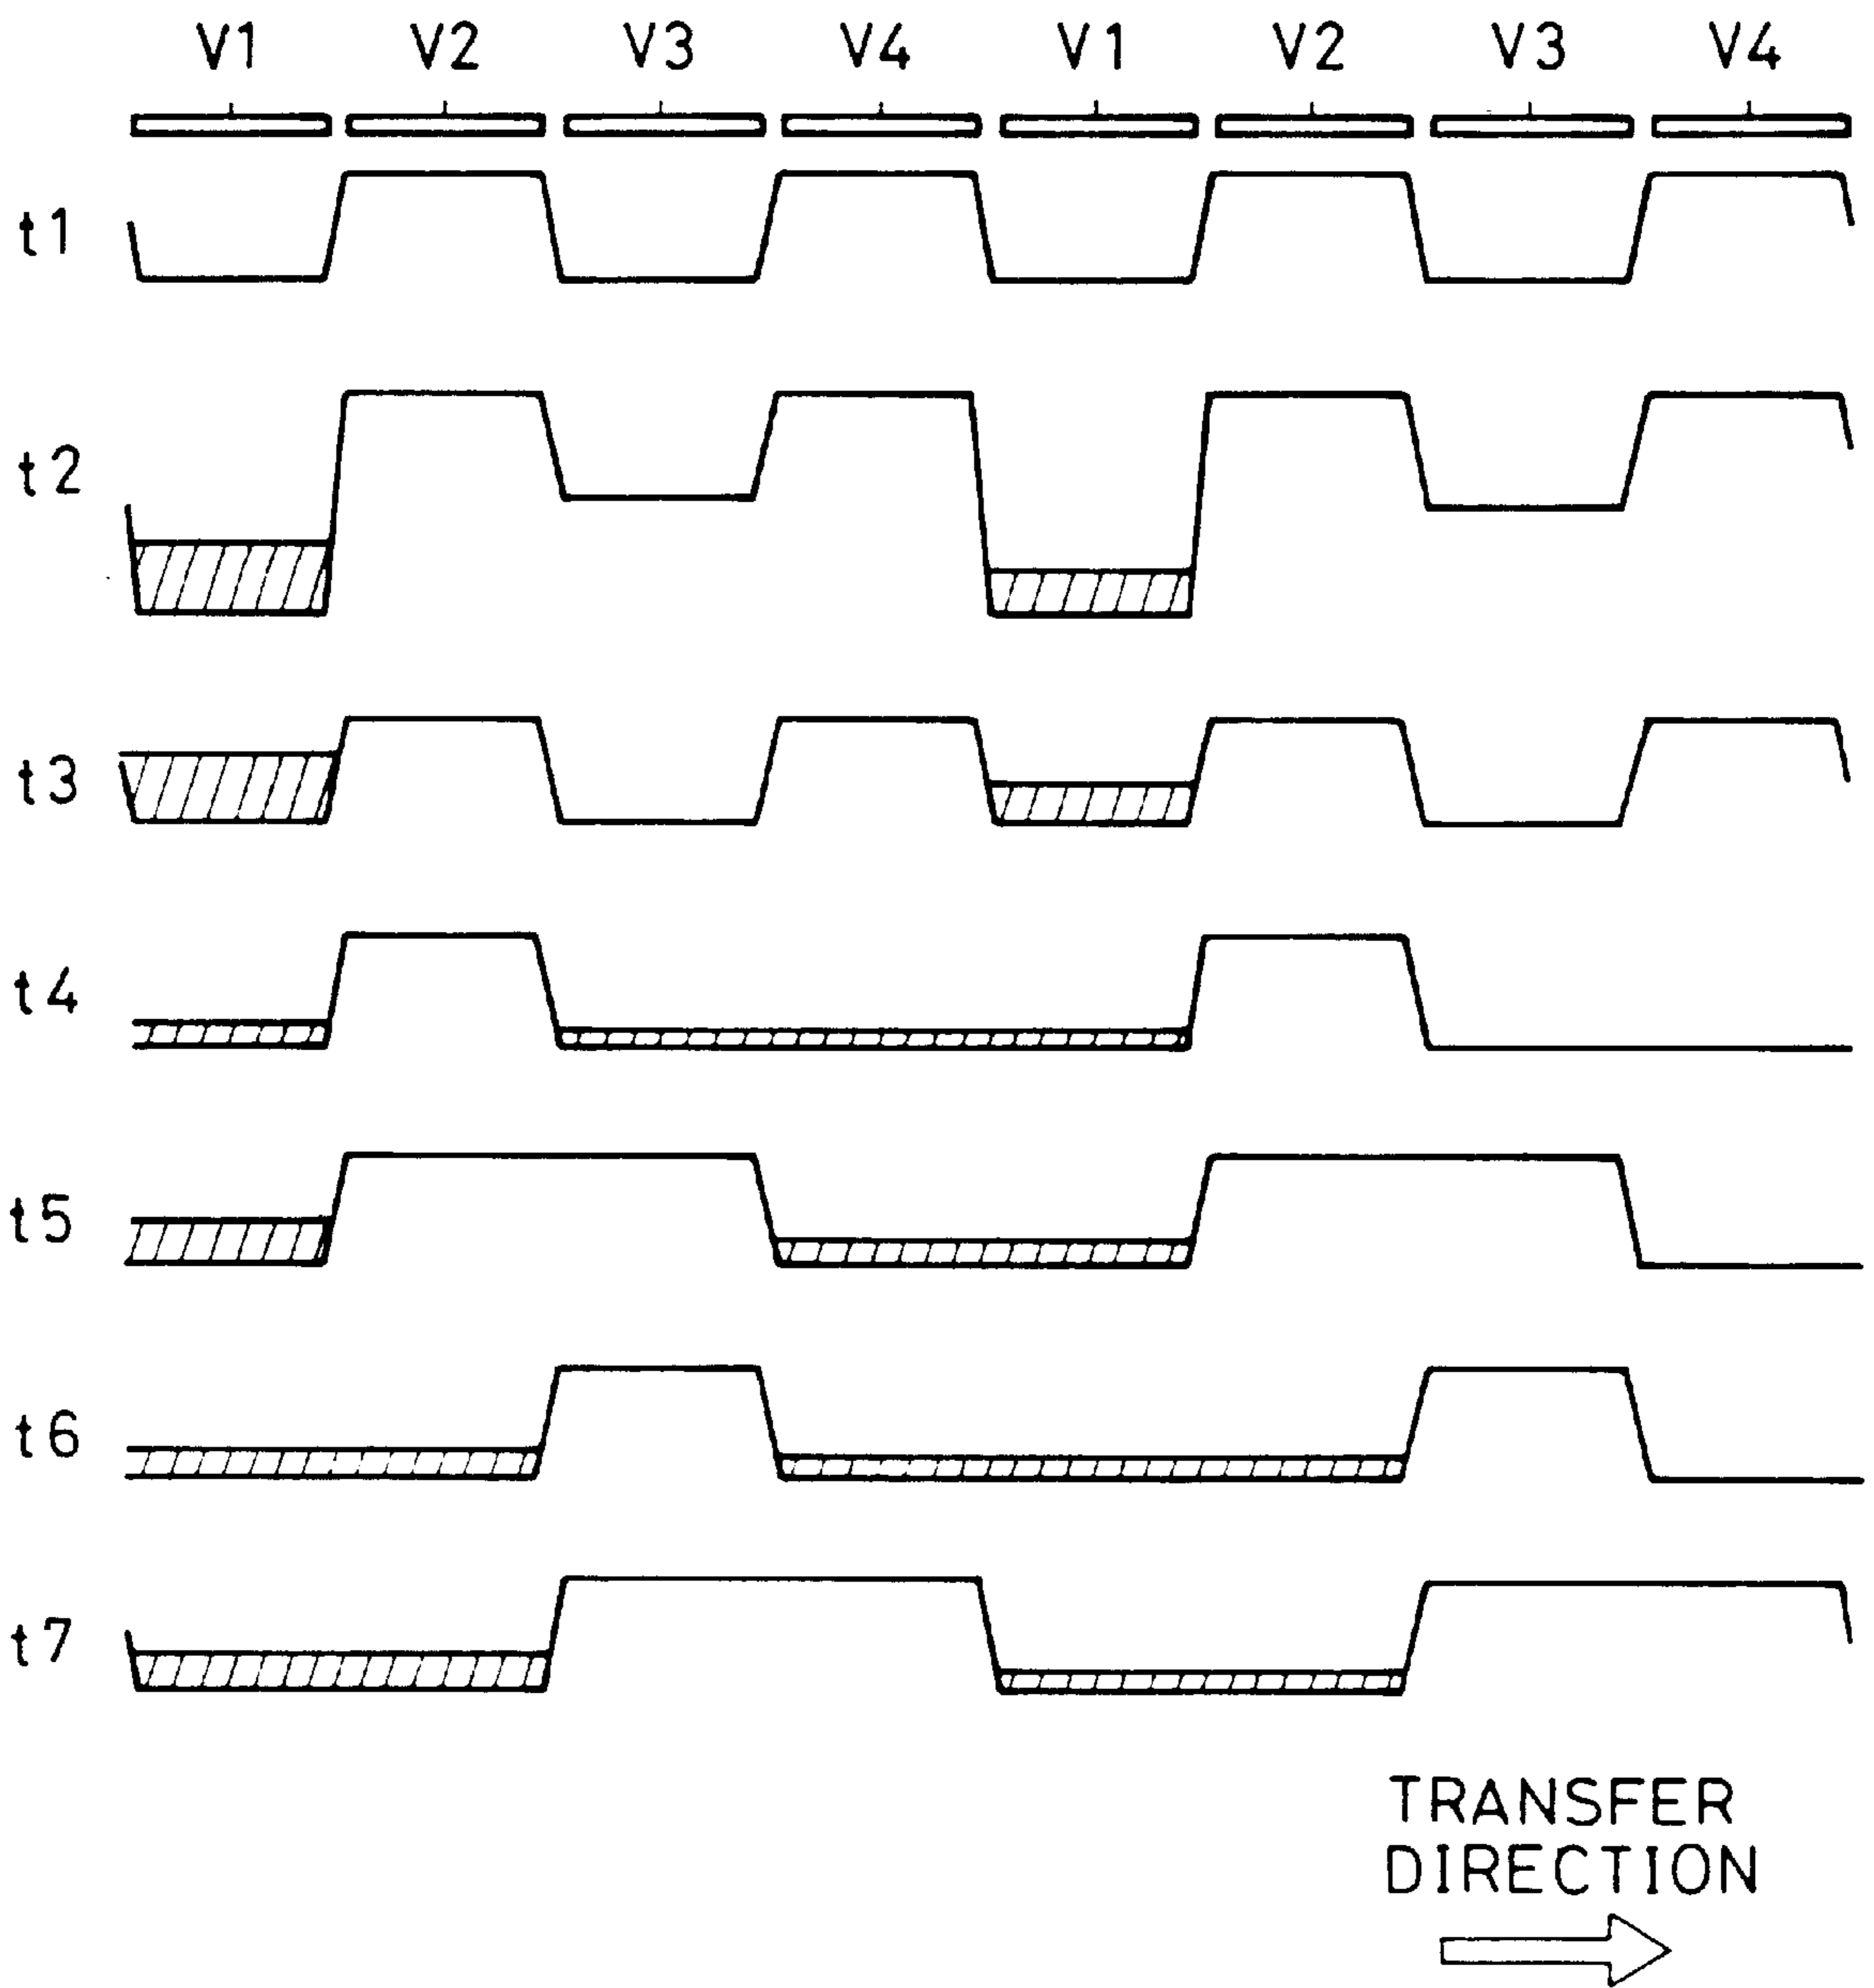 V1 V2 V3 V4 V1 V2 V3 V4
t1
t2
t3
t4
t5
t6
t7
TRANSFER
DIRECTION